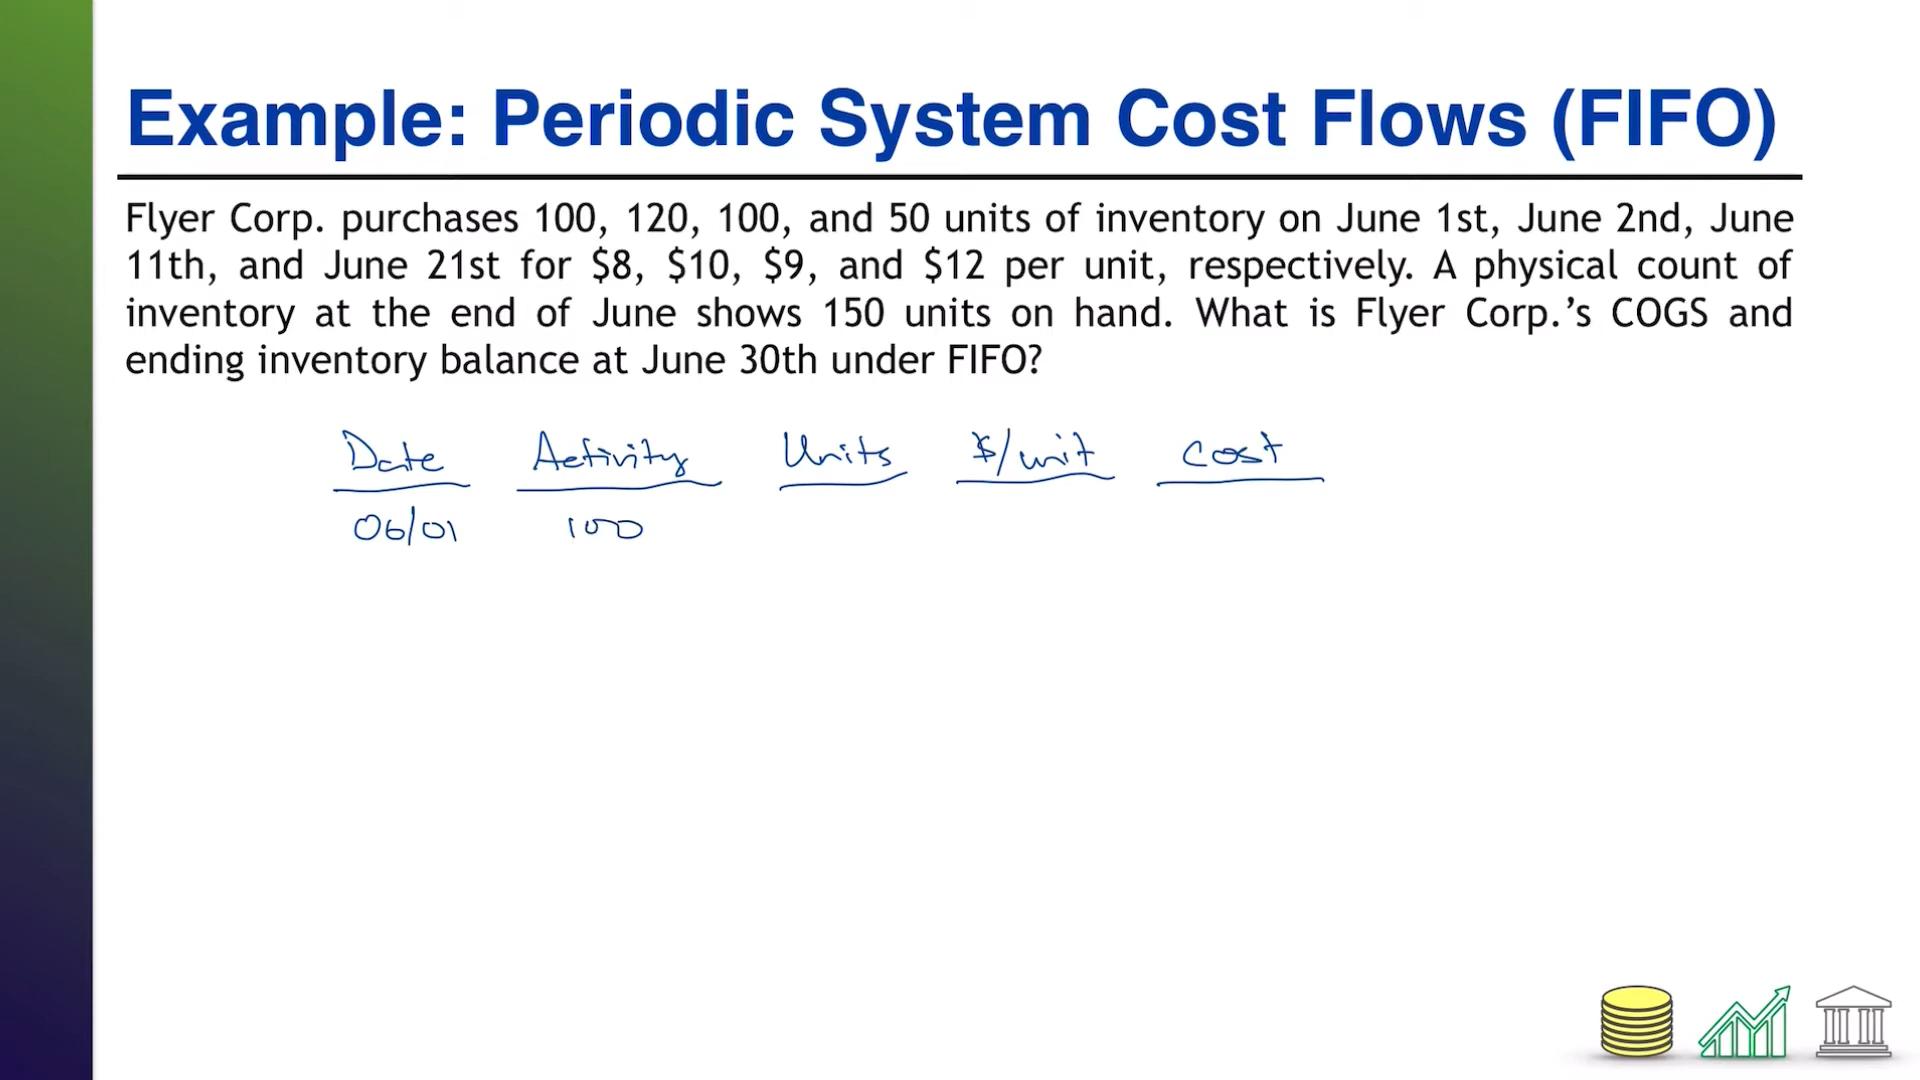 Example: Periodic System Cost Flows (FIFO)
Flyer Corp. purchases 100, 120, 100, and 50 units of inventory on June 1st, June 2nd, June
11th, and June 21st for $8, $10, $9, and $12 per unit, respectively. A physical count of
inventory at the end of June shows 150 units on hand. What is Flyer Corp.’s COGS and
ending inventory balance at June 30th under FIFO?
Date Activity Units $/unit Cost
06/01 100